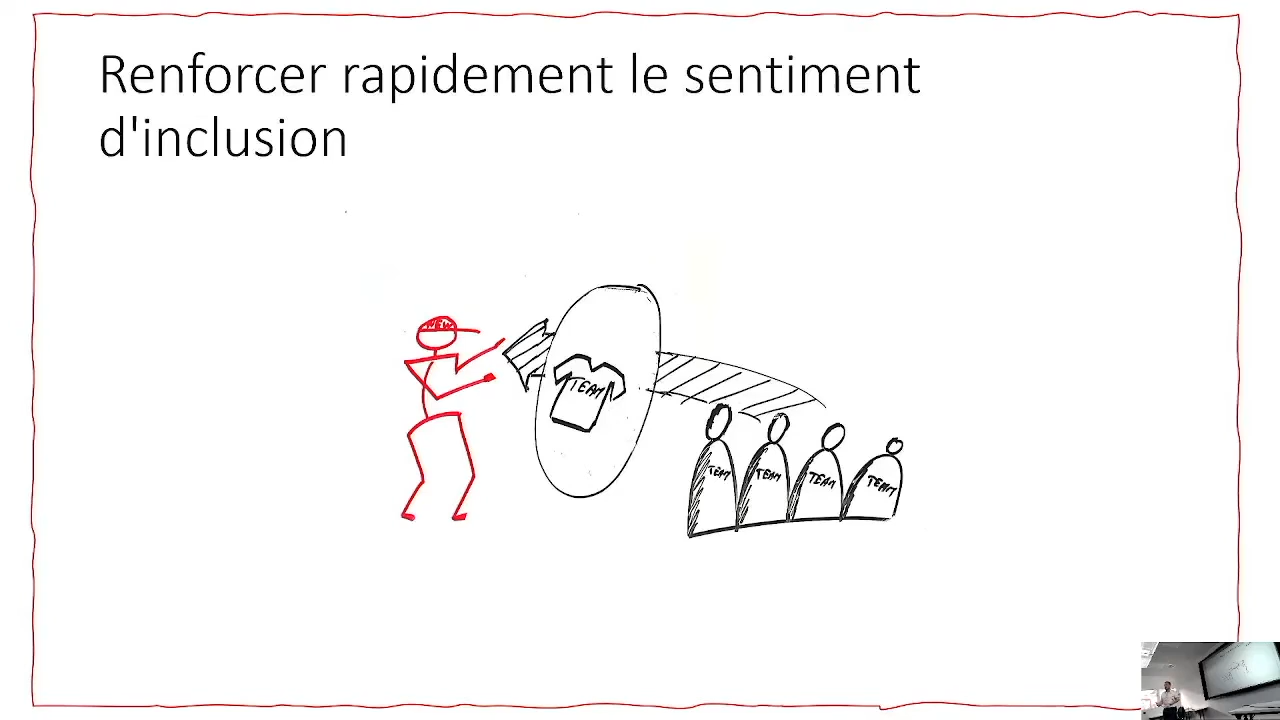 Renforcer rapidement le sentiment
d'inclusion
NEW
TEAM
TEAM
TEAM
TEAM
TEAM